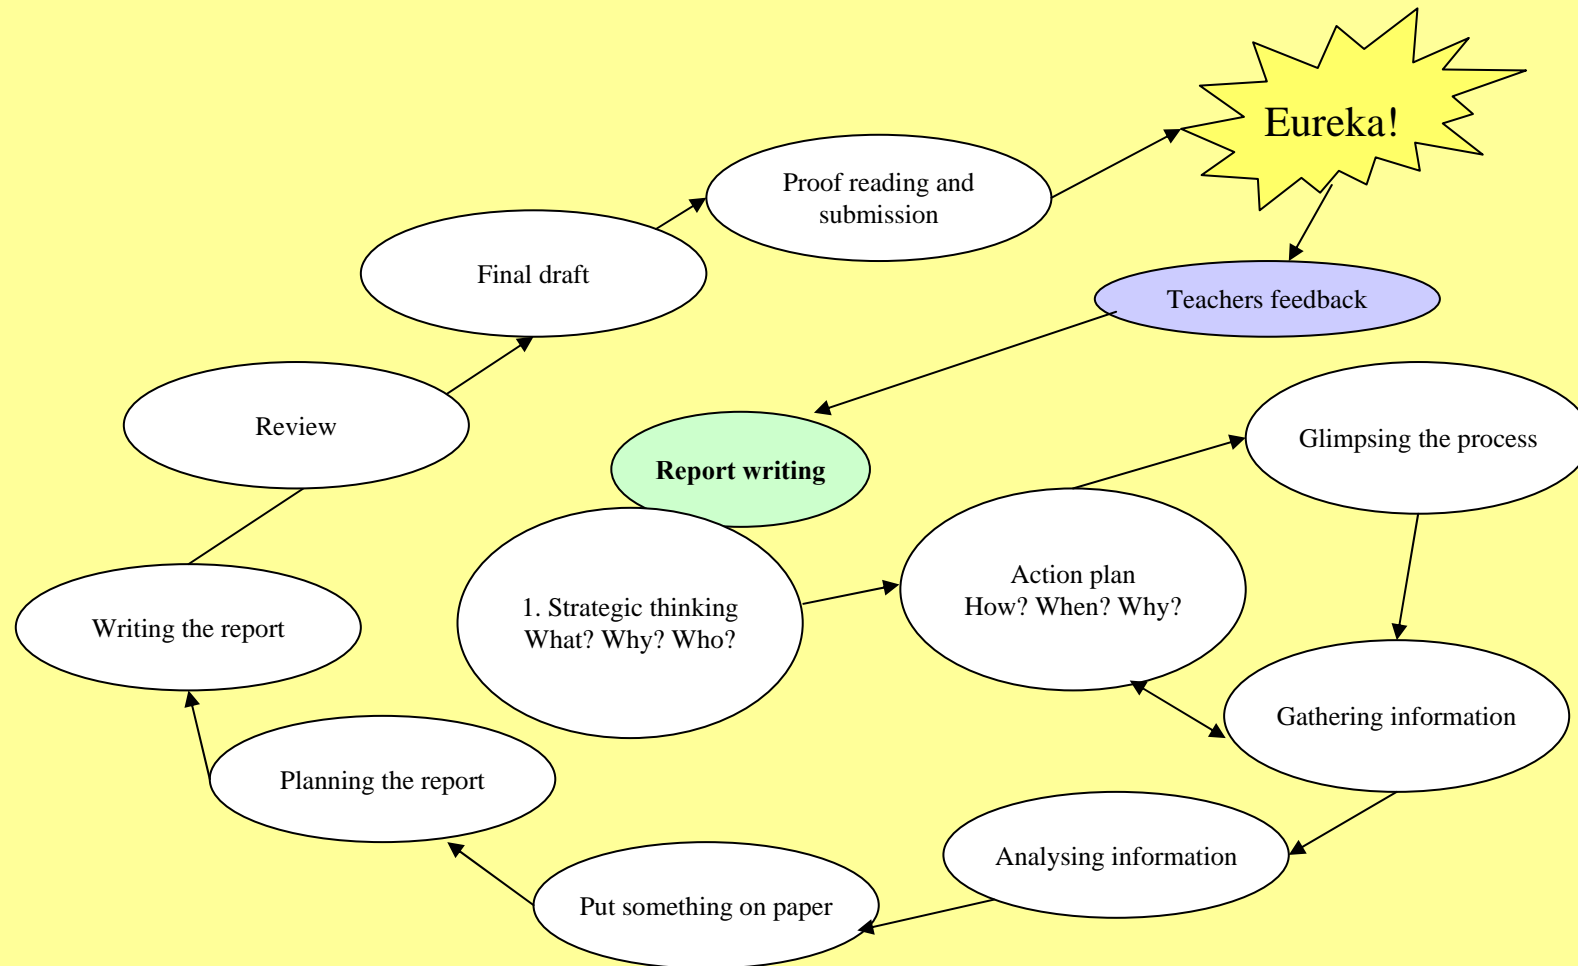 Eureka!
Proof reading and
submission
Final draft
Teachers feedback
Review
Glimpsing the process
Report writing
Action plan
How? When? Why?
1. Strategic thinking
What? Why? Who?
Writing the report
Gathering information
Planning the report
Analysing information
Put something on paper